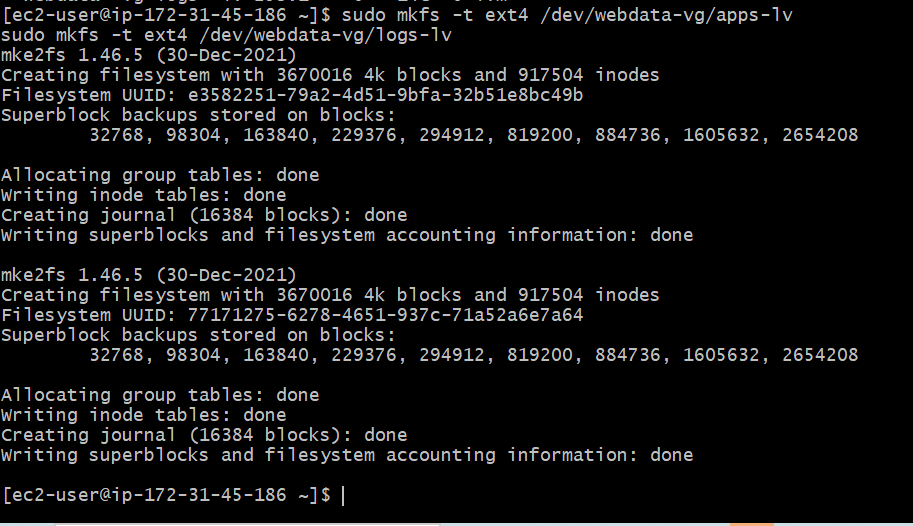 [ec2-user@ip-172-31-45-186 ~]$ sudo mkfs -t ext4 /dev/webdata-vg/apps-lv
sudo mkfs -t ext4 /dev/webdata-vg/logs-lv
mke2fs 1.46.5 (30-Dec-2021)
Creating filesystem with 3670016 4k blocks and 917504 inodes
Filesystem UUID: e3582251-79a2-4d51-9bfa-32b51e8bc49b
Superblock backups stored on blocks:
32768, 98304, 163840, 229376, 294912, 819200, 884736, 1605632, 2654208
Allocating group tables: done
Writing inode tables: done
Creating journal (16384 blocks): done
Writing superblocks and filesystem accounting information: done
mke2fs 1.46.5 (30-Dec-2021)
Creating filesystem with 3670016 4k blocks and 917504 inodes
Filesystem UUID: 77171275-6278-4651-937c-71a52a6e7a64
Superblock backups stored on blocks:
32768, 98304, 163840, 229376, 294912, 819200, 884736, 1605632, 2654208
Allocating group tables: done
Writing inode tables: done
Creating journal (16384 blocks): done
Writing superblocks and filesystem accounting information: done
[ec2-user@ip-172-31-45-186 ~]$